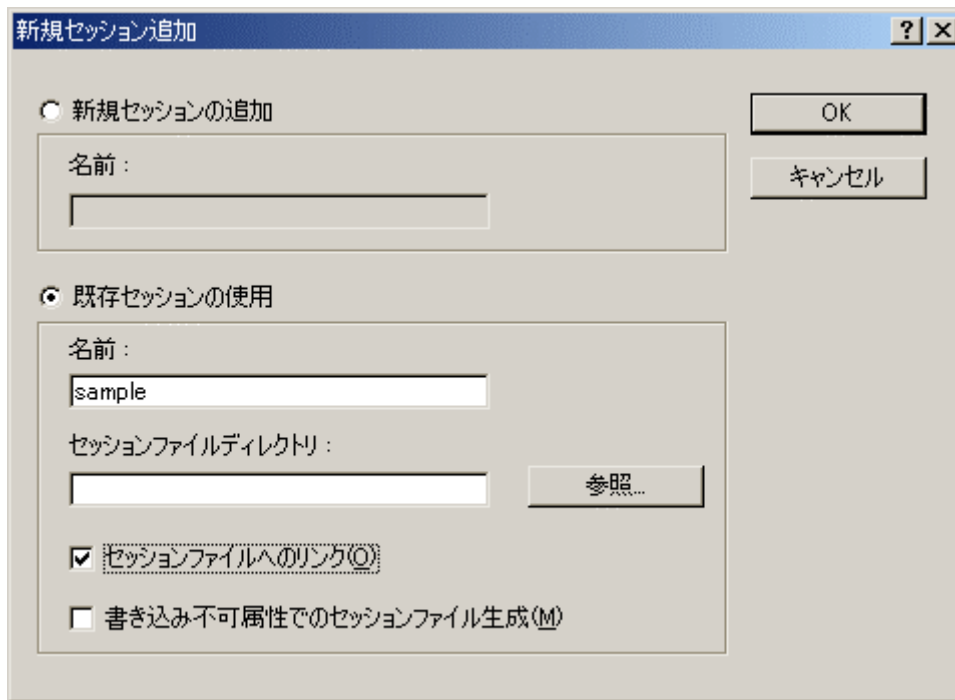 新規セッション追加
新規セッションの追加
OK
名前 :
キャンセル
既存セッションの使用
名前 :
sample
セッションファイルディレクトリ :
参照...
セッションファイルへのリンク(O)
書き込み不可属性でのセッションファイル生成(M)